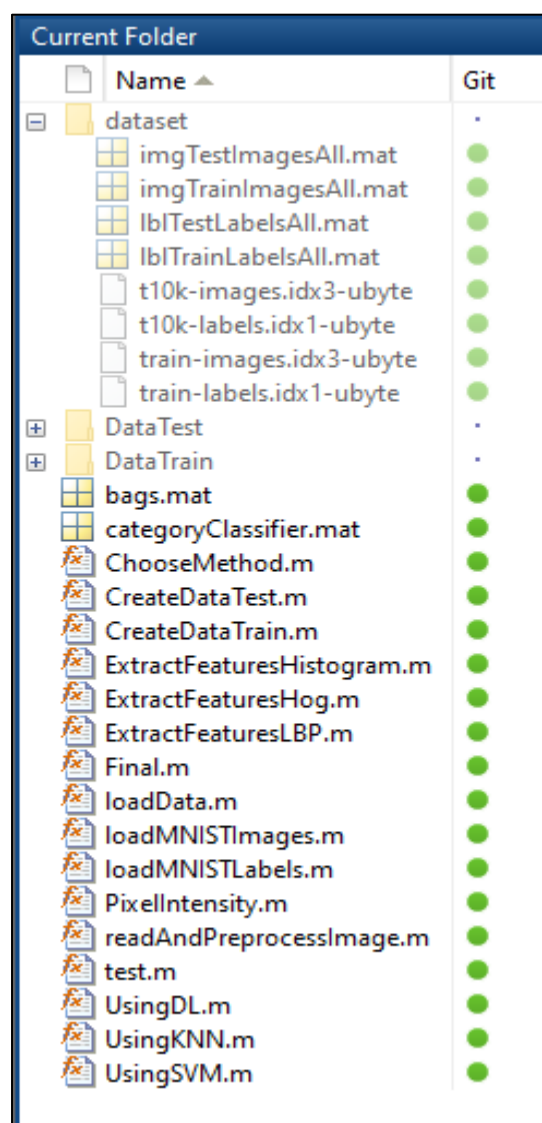 Current Folder
Name Git
dataset
imgTestImagesAll.mat
imgTrainImagesAll.mat
lblTestLabelsAll.mat
lblTrainLabelsAll.mat
t10k-images.idx3-ubyte
t10k-labels.idx1-ubyte
train-images.idx3-ubyte
train-labels.idx1-ubyte
DataTest
DataTrain
bags.mat
categoryClassifier.mat
ChooseMethod.m
CreateDataTest.m
CreateDataTrain.m
ExtractFeaturesHistogram.m
ExtractFeaturesHog.m
ExtractFeaturesLBP.m
Final.m
loadData.m
loadMNISTImages.m
loadMNISTLabels.m
PixelIntensity.m
readAndPreprocessImage.m
test.m
UsingDL.m
UsingKNN.m
UsingSVM.m